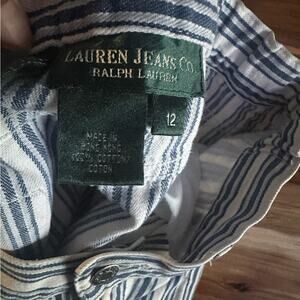 LAUREN JEANS CO.
RALPH LAUREN
12
MADE IN
HONG KONG
100% COTTON/
COTON